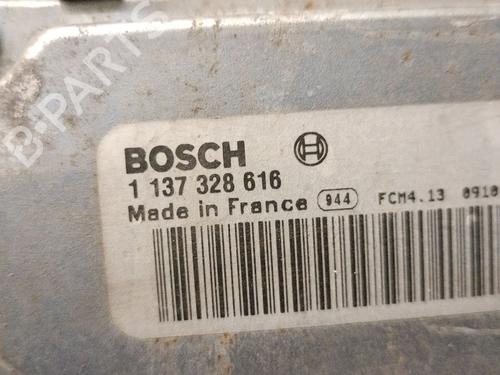 B-PARTS
BOSCH
1 137 328 616
Made in France 944 FCM4.13 0910